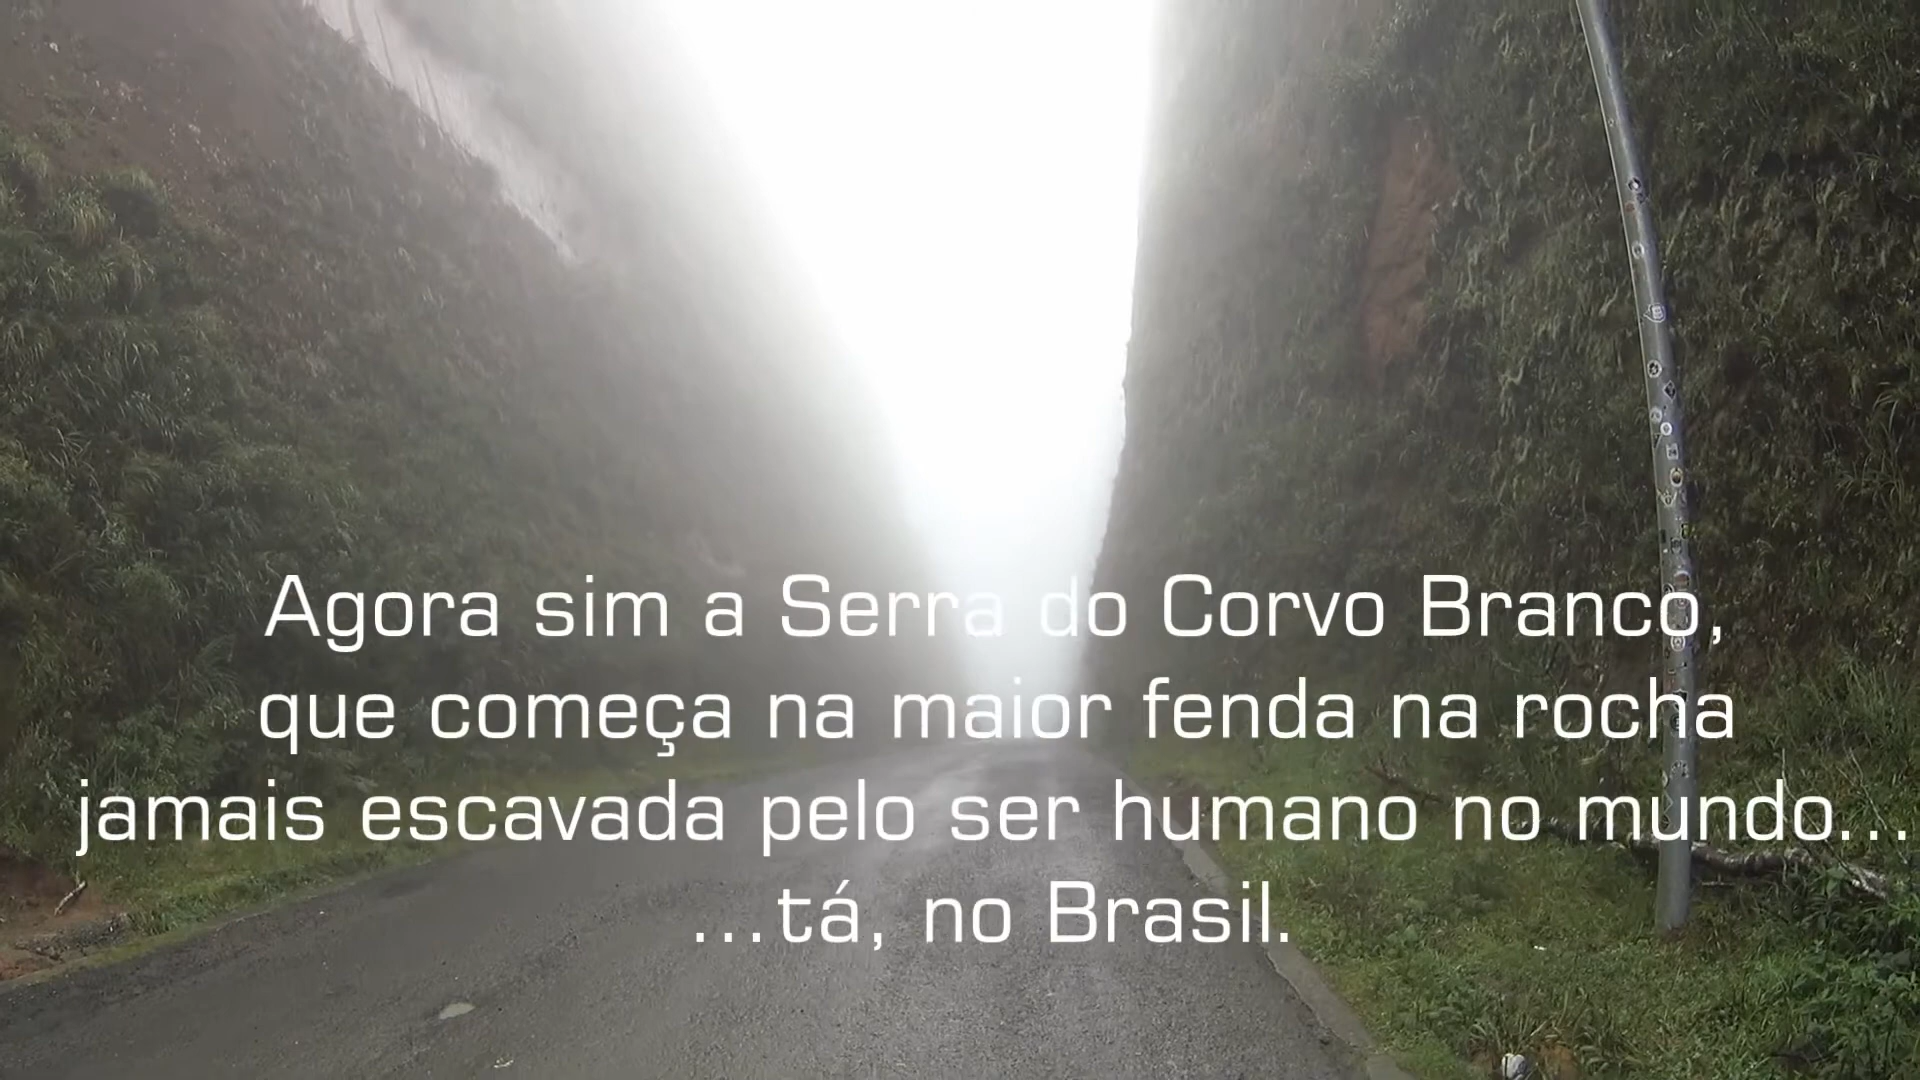 Agora sim a Serra do Corvo Branco,
que começa na maior fenda na rocha
jamais escavada pelo ser humano no mundo...
...tá, no Brasil.